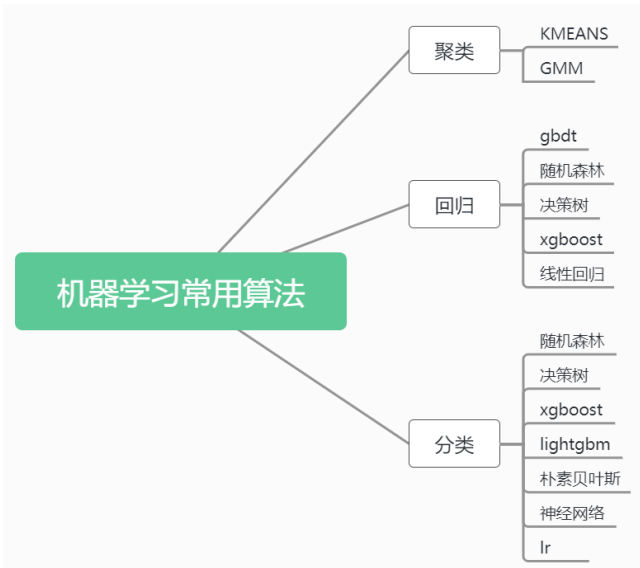 机器学习常用算法
聚类
KMEANS
GMM
回归
gbdt
随机森林
决策树
xgboost
线性回归
分类
随机森林
决策树
xgboost
lightgbm
朴素贝叶斯
神经网络
lr